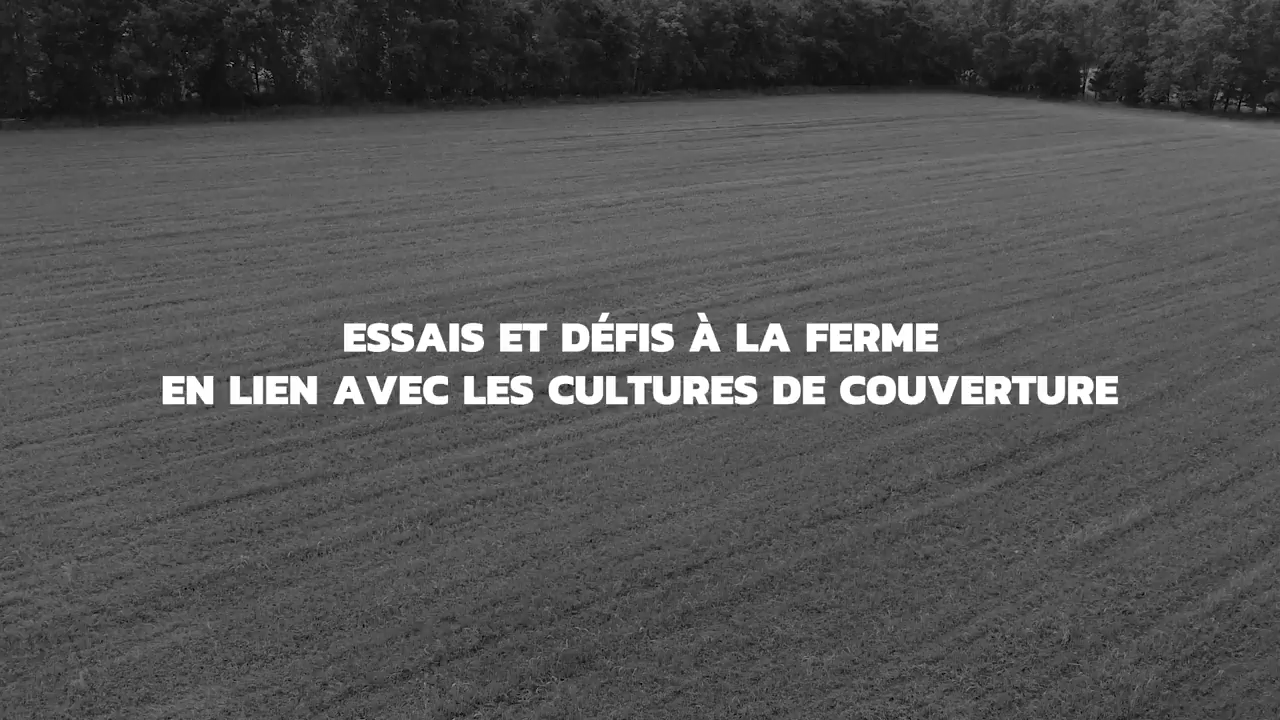 ESSAIS ET DÉFIS À LA FERME
EN LIEN AVEC LES CULTURES DE COUVERTURE